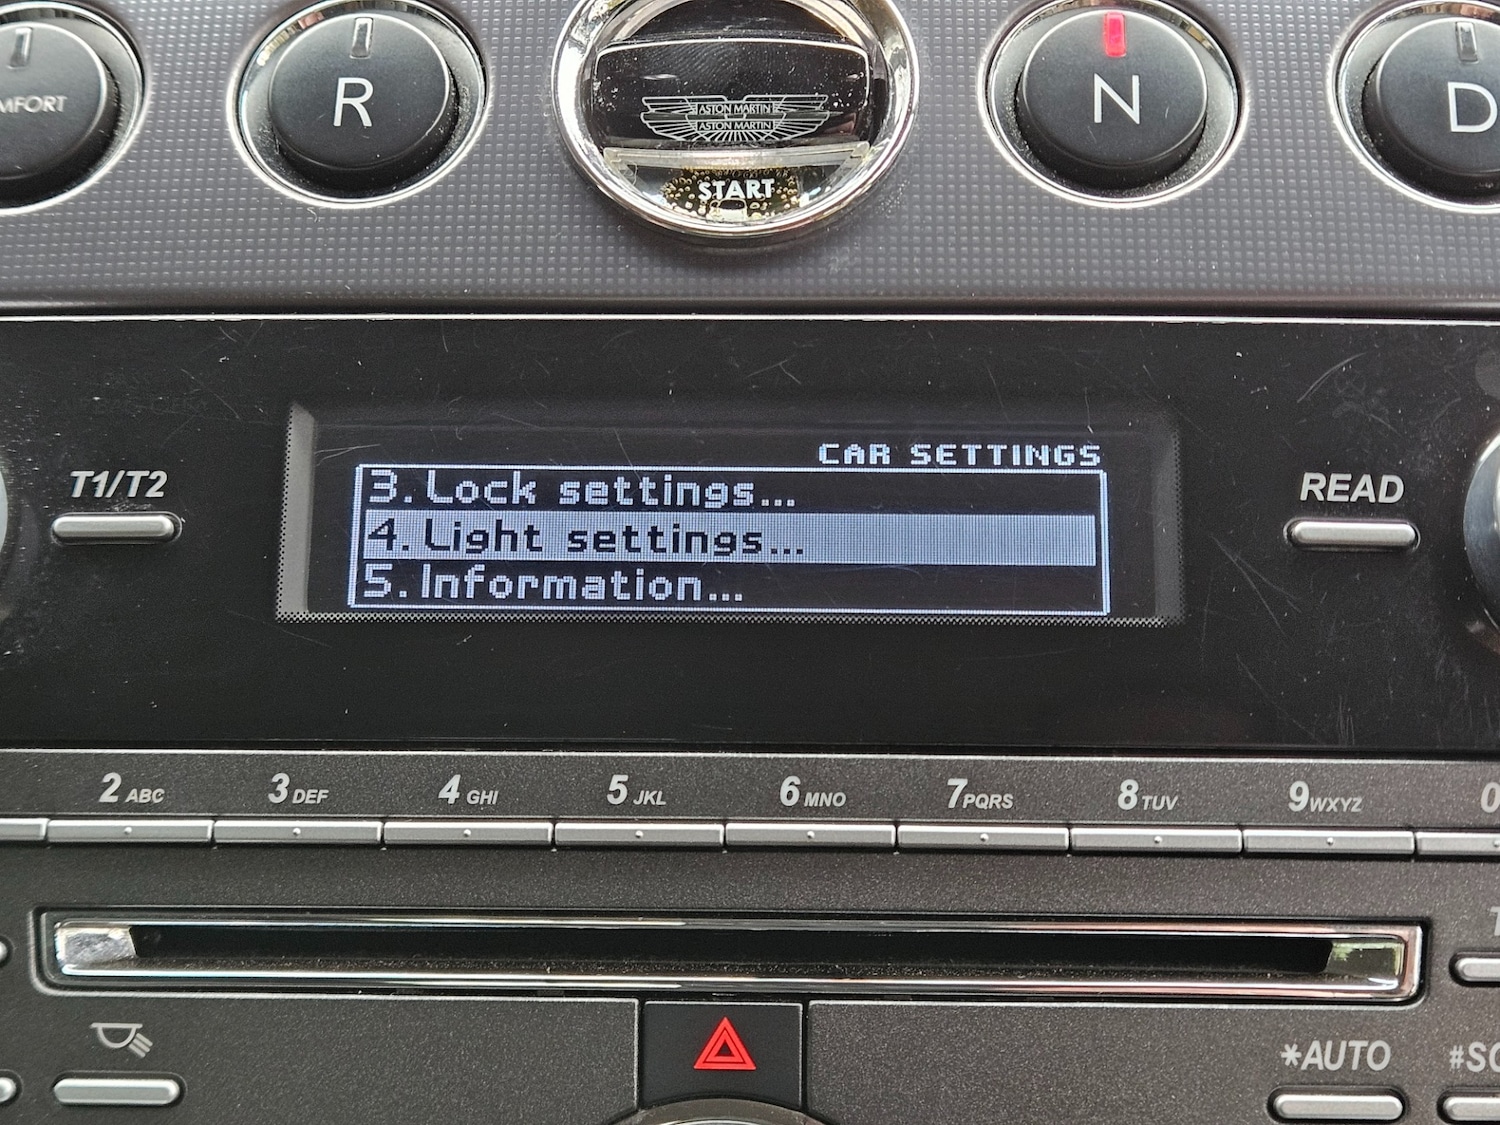 R
ASTON MARTIN
ASTON MARTIN
START
N
D
T1/T2
CAR SETTINGS
3. Lock settings...
4. Light settings...
5. Information...
READ
2 ABC
3 DEF
4 GHI
5 JKL
6 MNO
7 PQRS
8 TUV
9 WXYZ
0
*AUTO